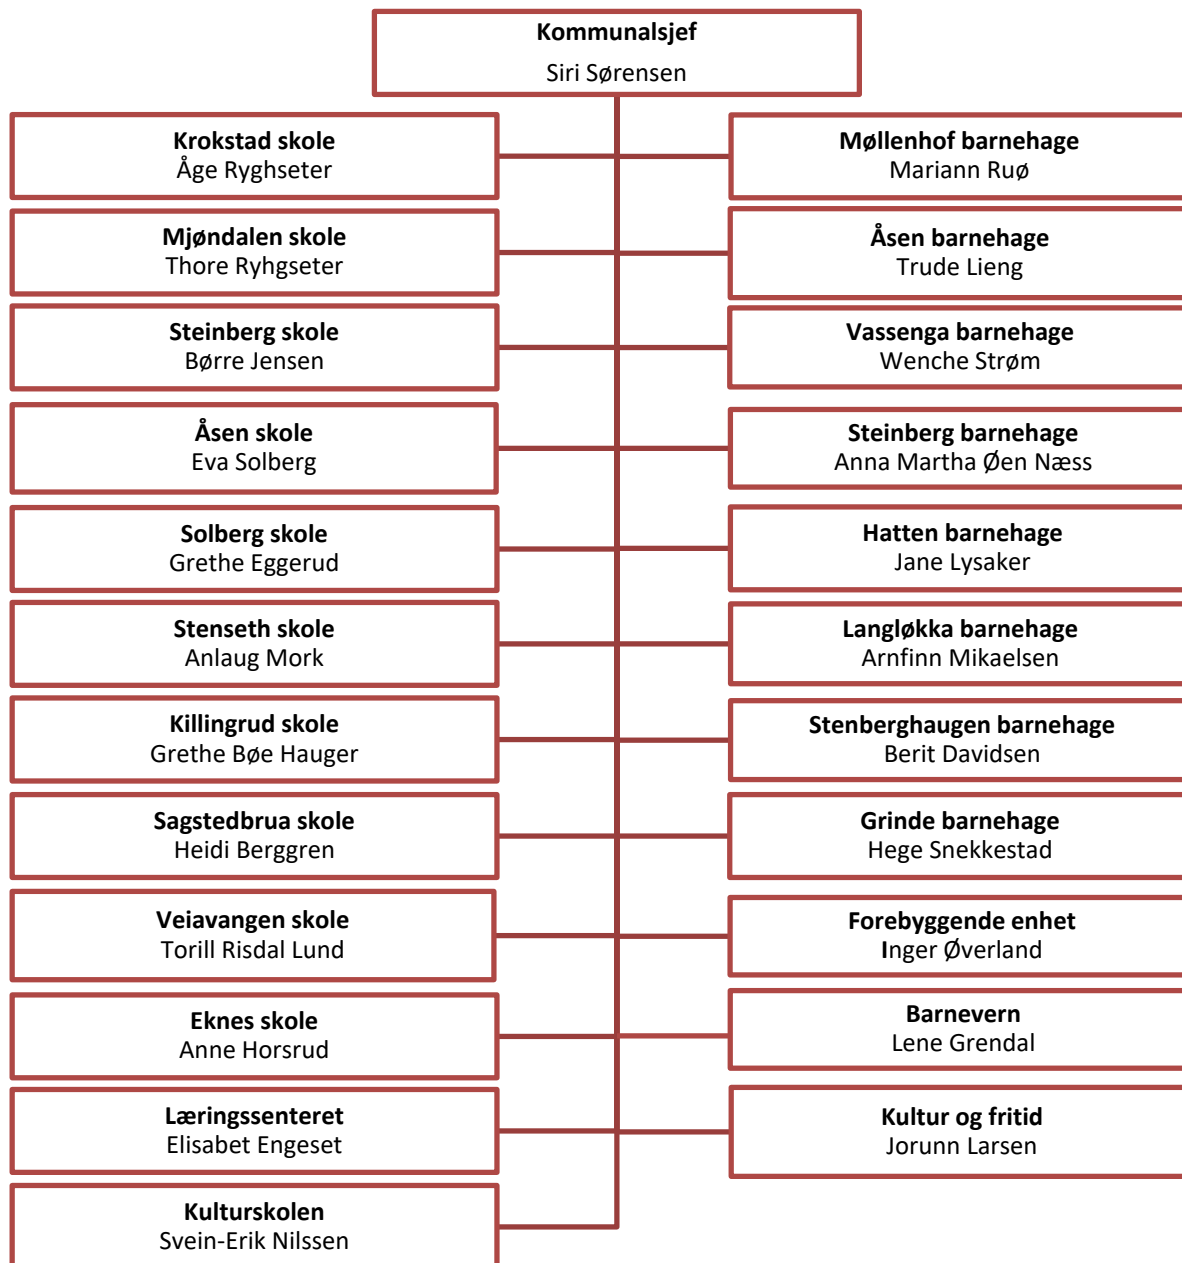 Kommunalsjef
Siri Sørensen
Krokstad skole
Åge Ryghseter
Møllenhof barnehage
Mariann Ruø
Mjøndalen skole
Thore Ryhgseter
Åsen barnehage
Trude Lieng
Steinberg skole
Børre Jensen
Vassenga barnehage
Wenche Strøm
Åsen skole
Eva Solberg
Steinberg barnehage
Anna Martha Øen Næss
Solberg skole
Grethe Eggerud
Hatten barnehage
Jane Lysaker
Stenseth skole
Anlaug Mork
Langløkka barnehage
Arnfinn Mikaelsen
Killingrud skole
Grethe Bøe Hauger
Stenberghaugen barnehage
Berit Davidsen
Sagstedbrua skole
Heidi Berggren
Grinde barnehage
Hege Snekkestad
Veiavangen skole
Torill Risdal Lund
Forebyggende enhet
Inger Øverland
Eknes skole
Anne Horsrud
Barnevern
Lene Grendal
Læringssenteret
Elisabet Engeset
Kultur og fritid
Jorunn Larsen
Kulturskolen
Svein-Erik Nilssen